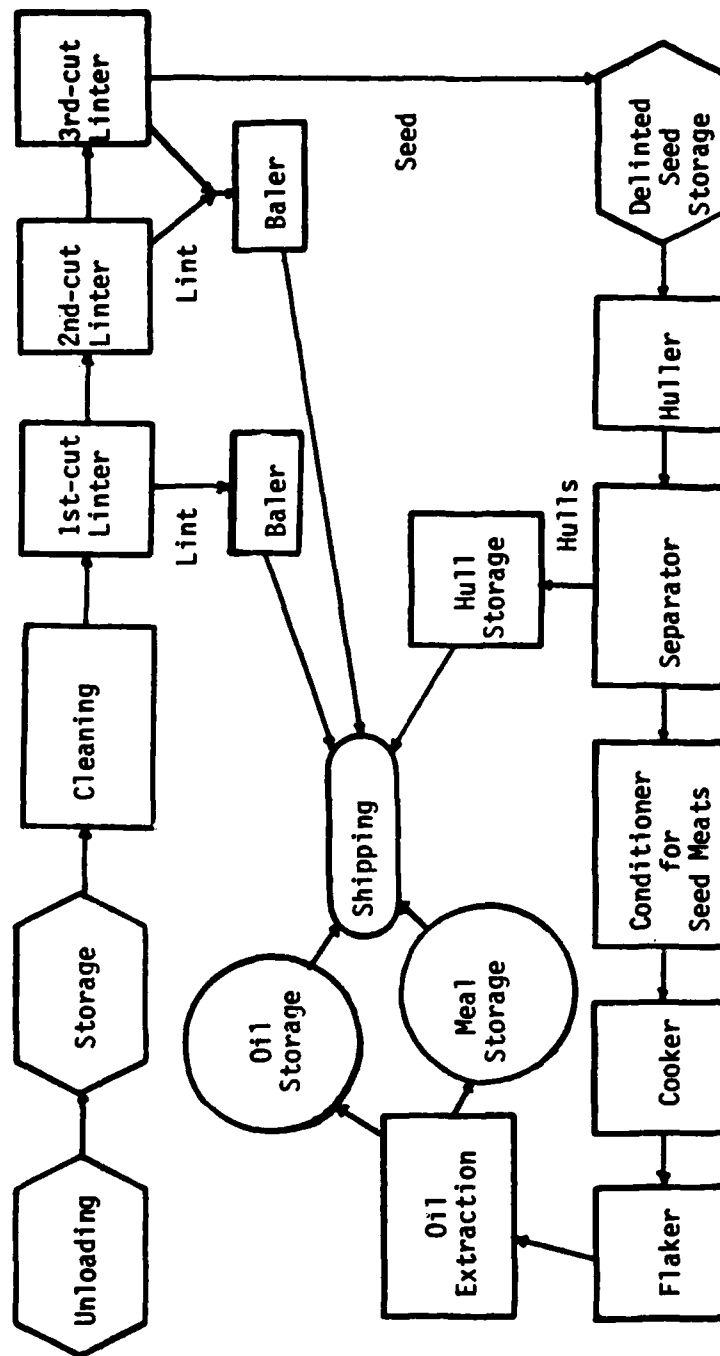 Unloading
Storage
Cleaning
1st-cut
Linter
2nd-cut
Linter
3rd-cut
Linter
Lint
Lint
Baler
Baler
Seed
Oil
Storage
Shipping
Meal
Storage
Hull
Storage
Hulls
Oil
Extraction
Flaker
Cooker
Conditioner
for
Seed Meats
Separator
Huller
Delinted
Seed
Storage